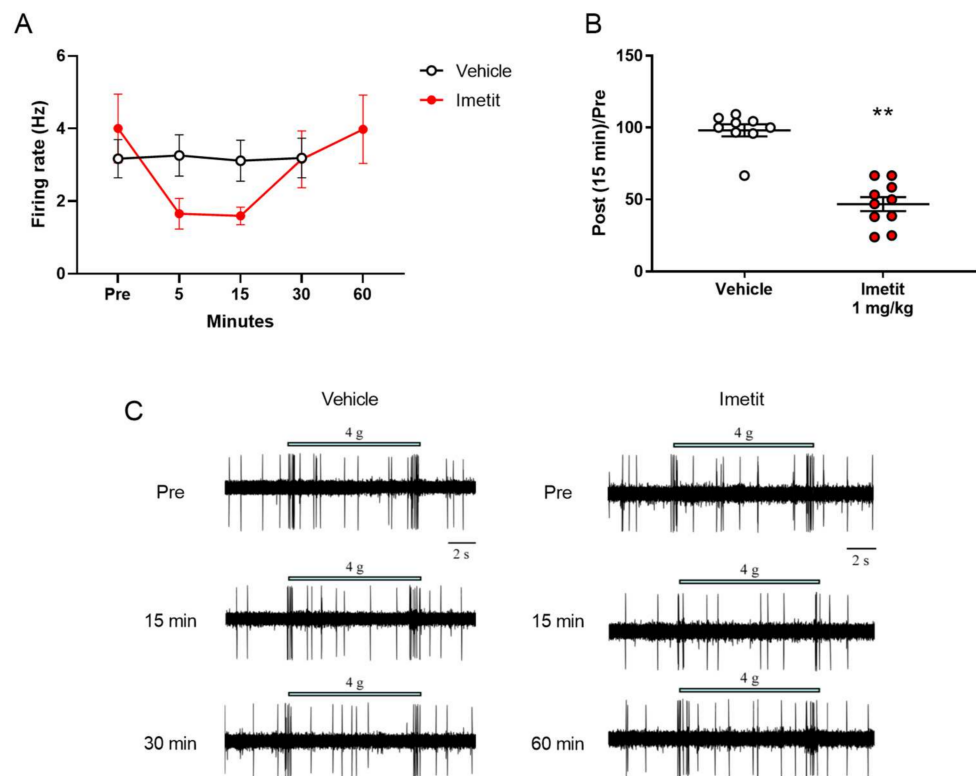 A
Firing rate (Hz)
6
4
2
0
Pre 5 15 30 60
Minutes
Vehicle
Imetit
B
Post (15 min)/Pre
150
100
50
0
**
Vehicle Imetit
1 mg/kg
C
Vehicle
4 g
Pre
2 s
4 g
15 min
4 g
30 min
Imetit
4 g
Pre
2 s
4 g
15 min
4 g
60 min